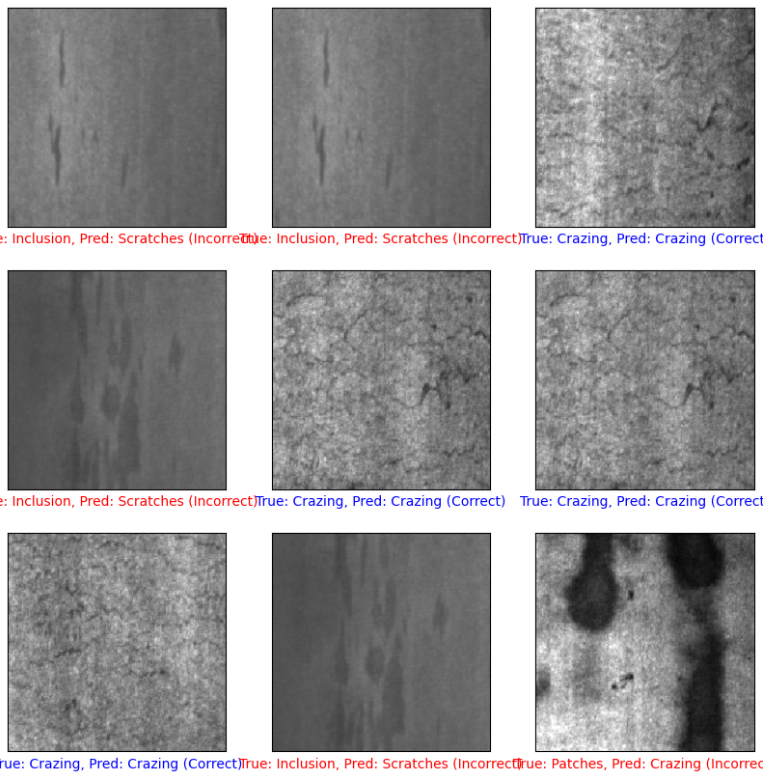 e: Inclusion, Pred: Scratches (Incorrect)
True: Inclusion, Pred: Scratches (Incorrect)
True: Crazing, Pred: Crazing (Correct
e: Inclusion, Pred: Scratches (Incorrect)
True: Crazing, Pred: Crazing (Correct)
True: Crazing, Pred: Crazing (Correct
rue: Crazing, Pred: Crazing (Correct)
True: Inclusion, Pred: Scratches (Incorrect)
True: Patches, Pred: Crazing (Incorrec